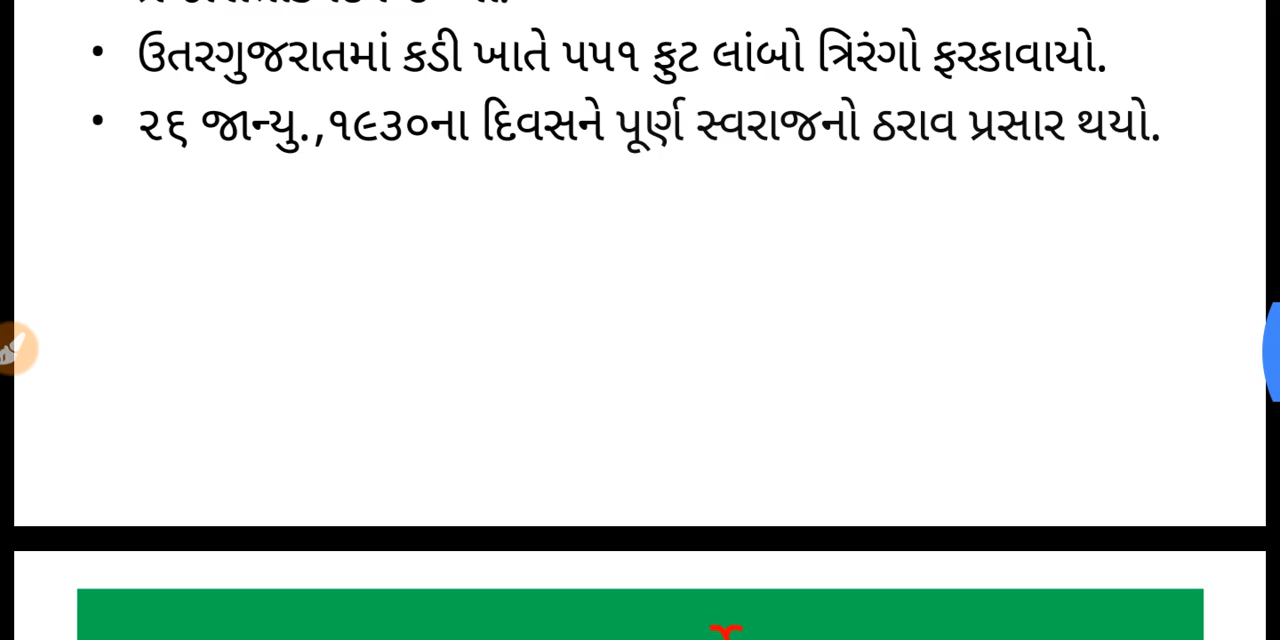 • ઉતરગુજરાતમાં કડી ખાતે ૫૫૧ ફુટ લાંબો ત્રિરંગો ફરકાવાયો.
• ૨૬ જાન્યુ.,૧૯૩૦ના દિવસને પૂર્ણ સ્વરાજનો ઠરાવ પ્રસાર થયો.